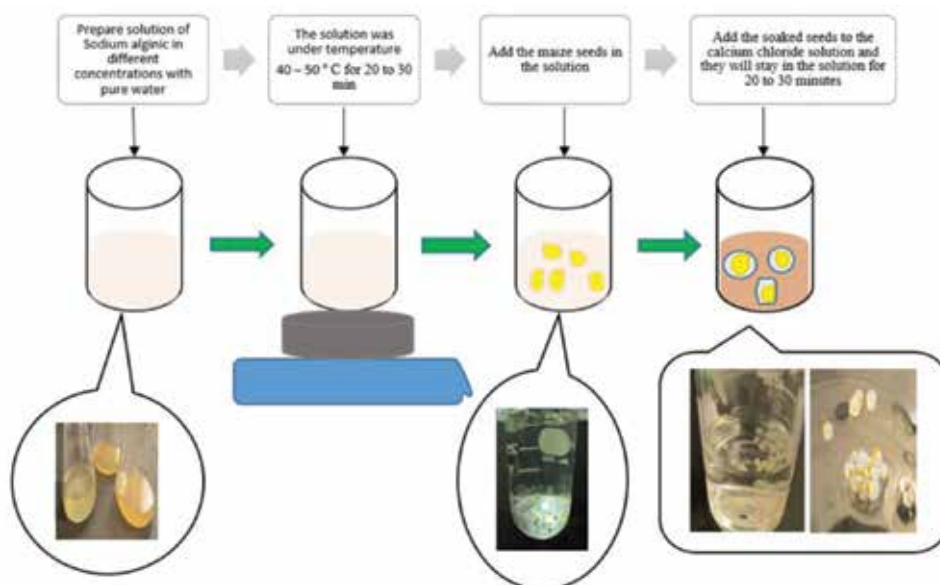 Prepare solution of
Sodium alginic in
different
concentrations with
pure water
The solution was
under temperature
40 – 50 ° C for 20 to 30
min
Add the maize seeds in
the solution
Add the soaked seeds to the
calcium chloride solution and
they will stay in the solution for
20 to 30 minutes